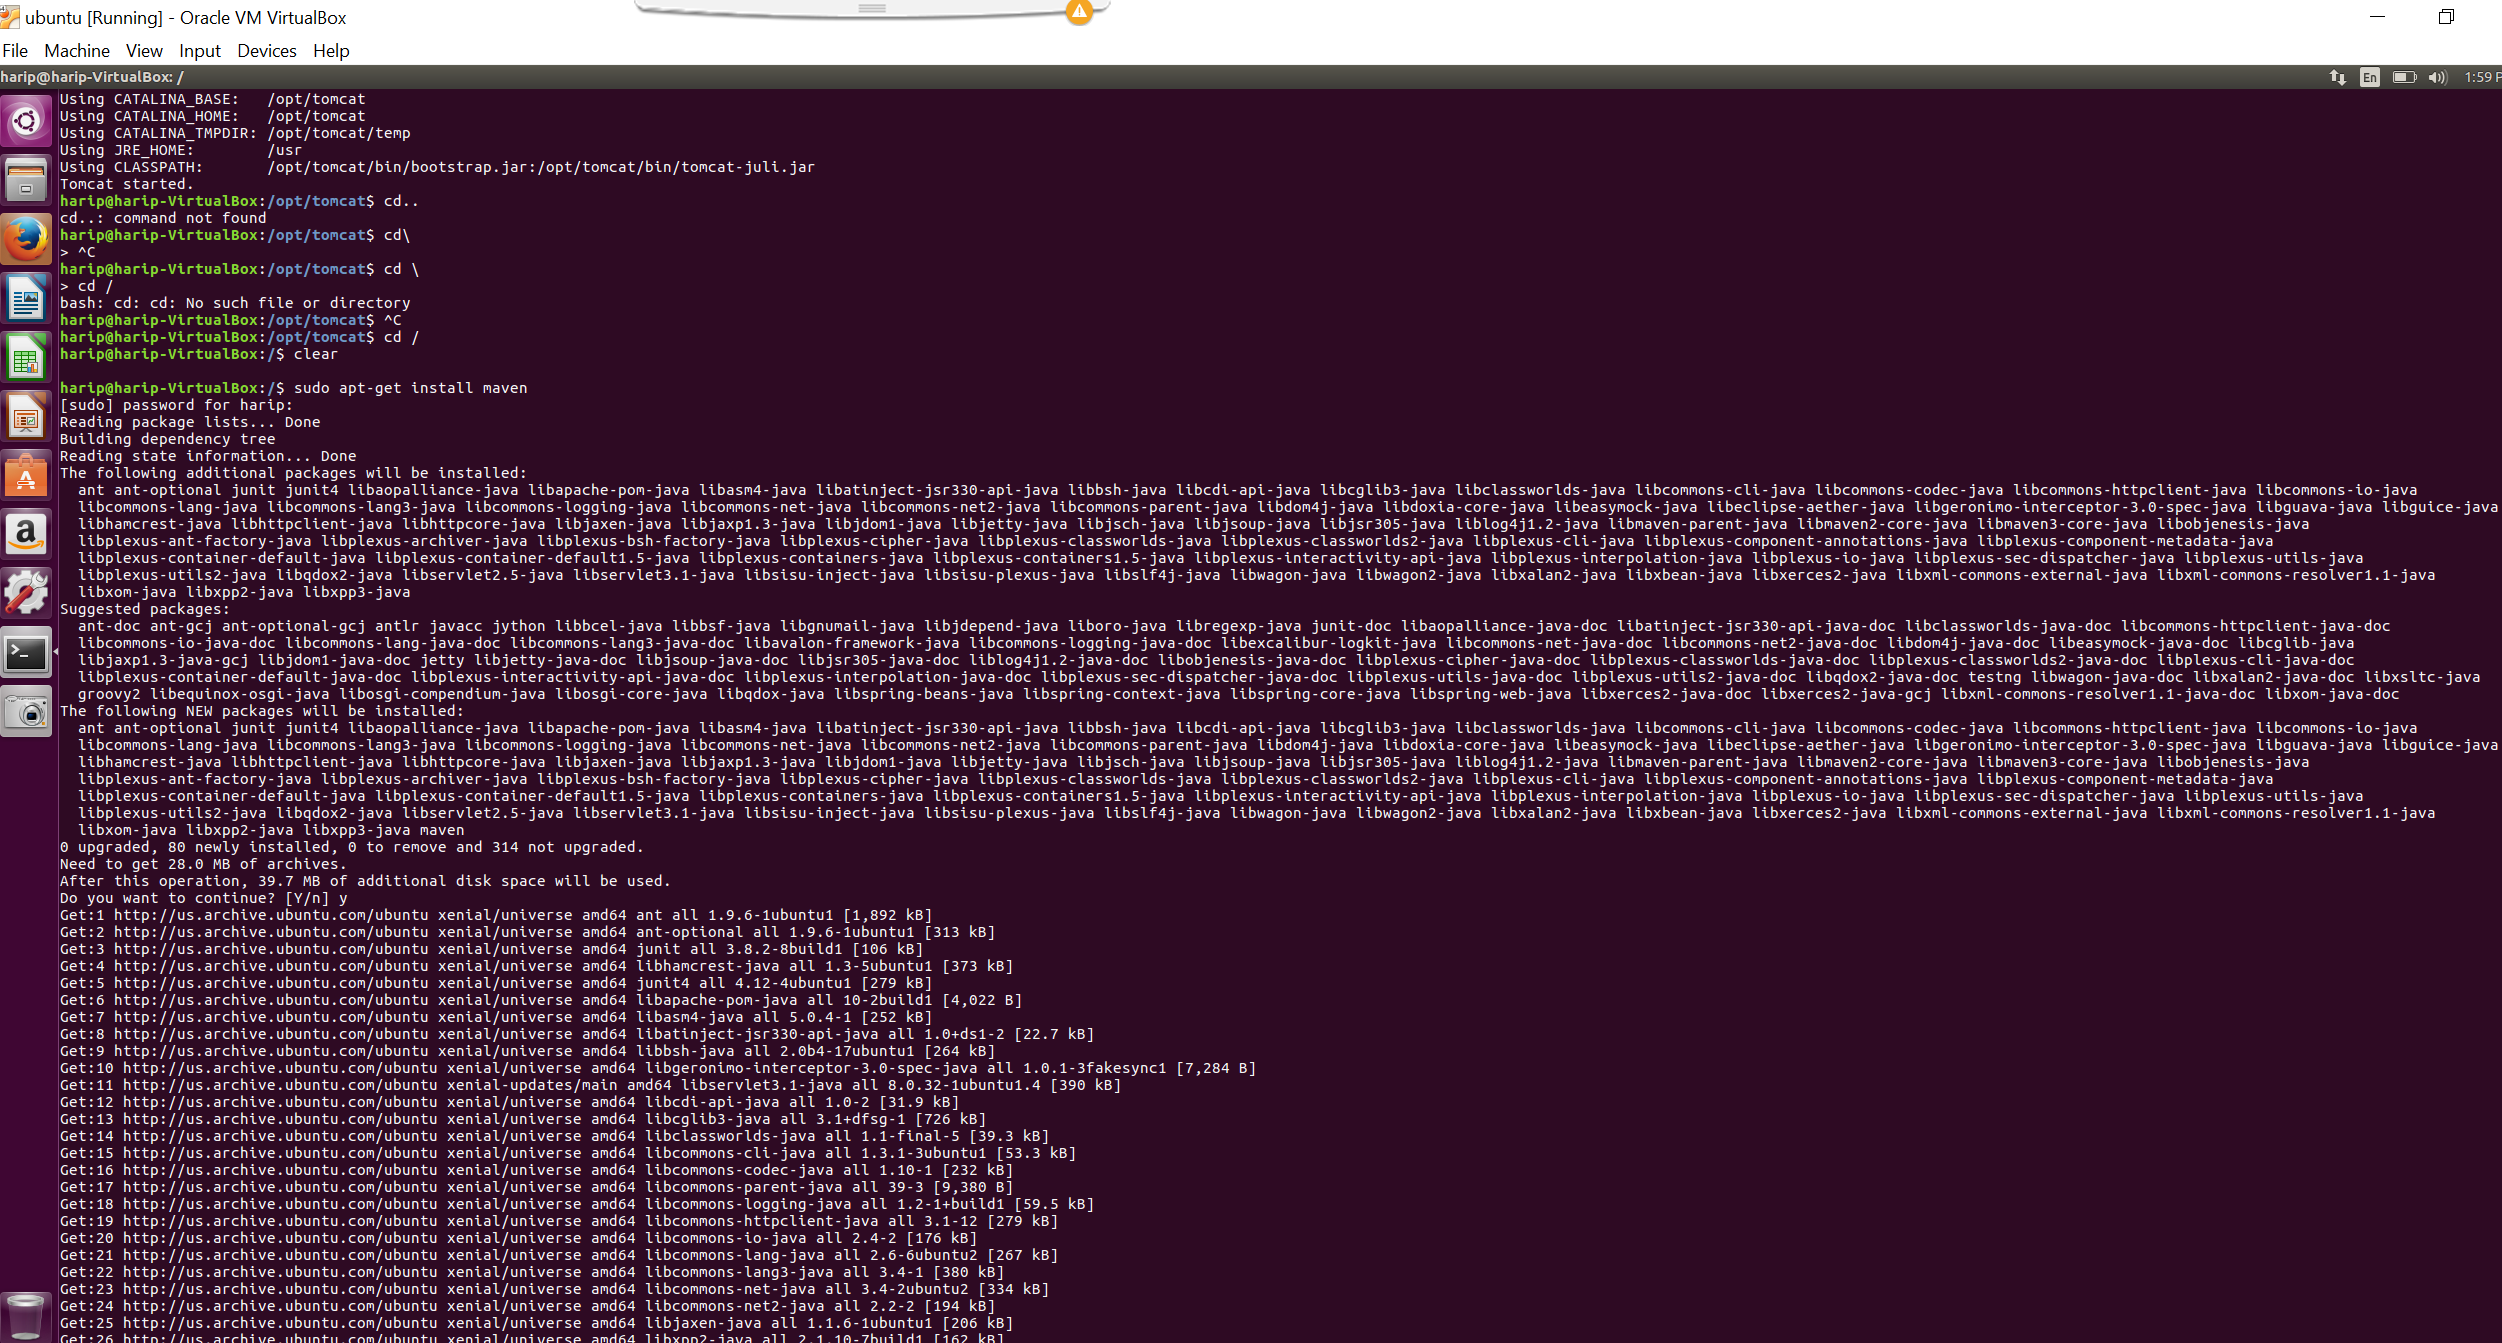 ubuntu [Running] - Oracle VM VirtualBox
File Machine View Input Devices Help
harip@harip-VirtualBox: /
En 1:59 P
Using CATALINA_BASE:   /opt/tomcat
Using CATALINA_HOME:   /opt/tomcat
Using CATALINA_TMPDIR: /opt/tomcat/temp
Using JRE_HOME:        /usr
Using CLASSPATH:       /opt/tomcat/bin/bootstrap.jar:/opt/tomcat/bin/tomcat-juli.jar
Tomcat started.
harip@harip-VirtualBox:/opt/tomcat$ cd..
cd..: command not found
harip@harip-VirtualBox:/opt/tomcat$ cd\
> ^C
harip@harip-VirtualBox:/opt/tomcat$ cd \
> cd /
bash: cd: cd: No such file or directory
harip@harip-VirtualBox:/opt/tomcat$ ^C
harip@harip-VirtualBox:/opt/tomcat$ cd /
harip@harip-VirtualBox:/$ clear
harip@harip-VirtualBox:/$ sudo apt-get install maven
[sudo] password for harip:
Reading package lists... Done
Building dependency tree
Reading state information... Done
The following additional packages will be installed:
ant ant-optional junit junit4 libaopalliance-java libapache-pom-java libasm4-java libatinject-jsr330-api-java libbsh-java libcdi-api-java libcglib3-java libclassworlds-java libcommons-cli-java libcommons-codec-java libcommons-httpclient-java libcommons-io-java
libcommons-lang-java libcommons-lang3-java libcommons-logging-java libcommons-net-java libcommons-net2-java libcommons-parent-java libdom4j-java libdoxia-core-java libeasymock-java libeclipse-aether-java libgeronimo-interceptor-3.0-spec-java libguava-java libguice-java
libhamcrest-java libhttpclient-java libhttpcore-java libjaxen-java libjaxp1.3-java libjdom1-java libjetty-java libjsch-java libjsoup-java libjsr305-java liblog4j1.2-java libmaven-parent-java libmaven2-core-java libmaven3-core-java libobjenesis-java
libplexus-ant-factory-java libplexus-archiver-java libplexus-bsh-factory-java libplexus-cipher-java libplexus-classworlds-java libplexus-classworlds2-java libplexus-cli-java libplexus-component-annotations-java libplexus-component-metadata-java
libplexus-container-default-java libplexus-container-default1.5-java libplexus-containers-java libplexus-containers1.5-java libplexus-interactivity-api-java libplexus-interpolation-java libplexus-io-java libplexus-sec-dispatcher-java libplexus-utils-java
libplexus-utils2-java libqdox2-java libservlet2.5-java libservlet3.1-java libsisu-inject-java libsisu-plexus-java libslf4j-java libwagon-java libwagon2-java libxalan2-java libxbean-java libxerces2-java libxml-commons-external-java libxml-commons-resolver1.1-java
libxom-java libxpp2-java libxpp3-java
Suggested packages:
ant-doc ant-gcj ant-optional-gcj antlr javacc jython libbcel-java libbsf-java libgnumail-java libjdepend-java liboro-java libregexp-java junit-doc libaopalliance-java-doc libatinject-jsr330-api-java-doc libclassworlds-java-doc libcommons-httpclient-java-doc
libcommons-io-java-doc libcommons-lang-java-doc libcommons-lang3-java-doc libavalon-framework-java libcommons-logging-java-doc libexcalibur-logkit-java libcommons-net-java-doc libcommons-net2-java-doc libdom4j-java-doc libeasymock-java-doc libcglib-java
libjaxp1.3-java-gcj libjdom1-java-doc jetty libjetty-java-doc libjsoup-java-doc libjsr305-java-doc liblog4j1.2-java-doc libobjenesis-java-doc libplexus-cipher-java-doc libplexus-classworlds-java-doc libplexus-classworlds2-java-doc libplexus-cli-java-doc
libplexus-container-default-java-doc libplexus-interactivity-api-java-doc libplexus-interpolation-java-doc libplexus-sec-dispatcher-java-doc libplexus-utils-java-doc libplexus-utils2-java-doc libqdox2-java-doc testng libwagon-java-doc libxalan2-java-doc libxsltc-java
groovy2 libequinox-osgi-java libosgi-compendium-java libosgi-core-java libqdox-java libspring-beans-java libspring-context-java libspring-core-java libspring-web-java libxerces2-java-doc libxerces2-java-gcj libxml-commons-resolver1.1-java-doc libxom-java-doc
The following NEW packages will be installed:
ant ant-optional junit junit4 libaopalliance-java libapache-pom-java libasm4-java libatinject-jsr330-api-java libbsh-java libcdi-api-java libcglib3-java libclassworlds-java libcommons-cli-java libcommons-codec-java libcommons-httpclient-java libcommons-io-java
libcommons-lang-java libcommons-lang3-java libcommons-logging-java libcommons-net-java libcommons-net2-java libcommons-parent-java libdom4j-java libdoxia-core-java libeasymock-java libeclipse-aether-java libgeronimo-interceptor-3.0-spec-java libguava-java libguice-java
libhamcrest-java libhttpclient-java libhttpcore-java libjaxen-java libjaxp1.3-java libjdom1-java libjetty-java libjsch-java libjsoup-java libjsr305-java liblog4j1.2-java libmaven-parent-java libmaven2-core-java libmaven3-core-java libobjenesis-java
libplexus-ant-factory-java libplexus-archiver-java libplexus-bsh-factory-java libplexus-cipher-java libplexus-classworlds-java libplexus-classworlds2-java libplexus-cli-java libplexus-component-annotations-java libplexus-component-metadata-java
libplexus-container-default-java libplexus-container-default1.5-java libplexus-containers-java libplexus-containers1.5-java libplexus-interactivity-api-java libplexus-interpolation-java libplexus-io-java libplexus-sec-dispatcher-java libplexus-utils-java
libplexus-utils2-java libqdox2-java libservlet2.5-java libservlet3.1-java libsisu-inject-java libsisu-plexus-java libslf4j-java libwagon-java libwagon2-java libxalan2-java libxbean-java libxerces2-java libxml-commons-external-java libxml-commons-resolver1.1-java
libxom-java libxpp2-java libxpp3-java maven
0 upgraded, 80 newly installed, 0 to remove and 314 not upgraded.
Need to get 28.0 MB of archives.
After this operation, 39.7 MB of additional disk space will be used.
Do you want to continue? [Y/n] y
Get:1 http://us.archive.ubuntu.com/ubuntu xenial/universe amd64 ant all 1.9.6-1ubuntu1 [1,892 kB]
Get:2 http://us.archive.ubuntu.com/ubuntu xenial/universe amd64 ant-optional all 1.9.6-1ubuntu1 [313 kB]
Get:3 http://us.archive.ubuntu.com/ubuntu xenial/universe amd64 junit all 3.8.2-8build1 [106 kB]
Get:4 http://us.archive.ubuntu.com/ubuntu xenial/universe amd64 libhamcrest-java all 1.3-5ubuntu1 [373 kB]
Get:5 http://us.archive.ubuntu.com/ubuntu xenial/universe amd64 junit4 all 4.12-4ubuntu1 [279 kB]
Get:6 http://us.archive.ubuntu.com/ubuntu xenial/universe amd64 libapache-pom-java all 10-2build1 [4,022 B]
Get:7 http://us.archive.ubuntu.com/ubuntu xenial/universe amd64 libasm4-java all 5.0.4-1 [252 kB]
Get:8 http://us.archive.ubuntu.com/ubuntu xenial/universe amd64 libatinject-jsr330-api-java all 1.0+ds1-2 [22.7 kB]
Get:9 http://us.archive.ubuntu.com/ubuntu xenial/universe amd64 libbsh-java all 2.0b4-17ubuntu1 [264 kB]
Get:10 http://us.archive.ubuntu.com/ubuntu xenial/universe amd64 libgeronimo-interceptor-3.0-spec-java all 1.0.1-3fakesync1 [7,284 B]
Get:11 http://us.archive.ubuntu.com/ubuntu xenial-updates/main amd64 libservlet3.1-java all 8.0.32-1ubuntu1.4 [390 kB]
Get:12 http://us.archive.ubuntu.com/ubuntu xenial/universe amd64 libcdi-api-java all 1.0-2 [31.9 kB]
Get:13 http://us.archive.ubuntu.com/ubuntu xenial/universe amd64 libcglib3-java all 3.1+dfsg-1 [726 kB]
Get:14 http://us.archive.ubuntu.com/ubuntu xenial/universe amd64 libclassworlds-java all 1.1-final-5 [39.3 kB]
Get:15 http://us.archive.ubuntu.com/ubuntu xenial/universe amd64 libcommons-cli-java all 1.3.1-3ubuntu1 [53.3 kB]
Get:16 http://us.archive.ubuntu.com/ubuntu xenial/universe amd64 libcommons-codec-java all 1.10-1 [232 kB]
Get:17 http://us.archive.ubuntu.com/ubuntu xenial/universe amd64 libcommons-parent-java all 39-3 [9,380 B]
Get:18 http://us.archive.ubuntu.com/ubuntu xenial/universe amd64 libcommons-logging-java all 1.2-1+build1 [59.5 kB]
Get:19 http://us.archive.ubuntu.com/ubuntu xenial/universe amd64 libcommons-httpclient-java all 3.1-12 [279 kB]
Get:20 http://us.archive.ubuntu.com/ubuntu xenial/universe amd64 libcommons-io-java all 2.4-2 [176 kB]
Get:21 http://us.archive.ubuntu.com/ubuntu xenial/universe amd64 libcommons-lang-java all 2.6-6ubuntu2 [267 kB]
Get:22 http://us.archive.ubuntu.com/ubuntu xenial/universe amd64 libcommons-lang3-java all 3.4-1 [380 kB]
Get:23 http://us.archive.ubuntu.com/ubuntu xenial/universe amd64 libcommons-net-java all 3.4-2ubuntu2 [334 kB]
Get:24 http://us.archive.ubuntu.com/ubuntu xenial/universe amd64 libcommons-net2-java all 2.2-2 [194 kB]
Get:25 http://us.archive.ubuntu.com/ubuntu xenial/universe amd64 libjaxen-java all 1.1.6-1ubuntu1 [206 kB]
Get:26 http://us.archive.ubuntu.com/ubuntu xenial/universe amd64 libxpp2-java all 2.1.10-7build1 [162 kB]